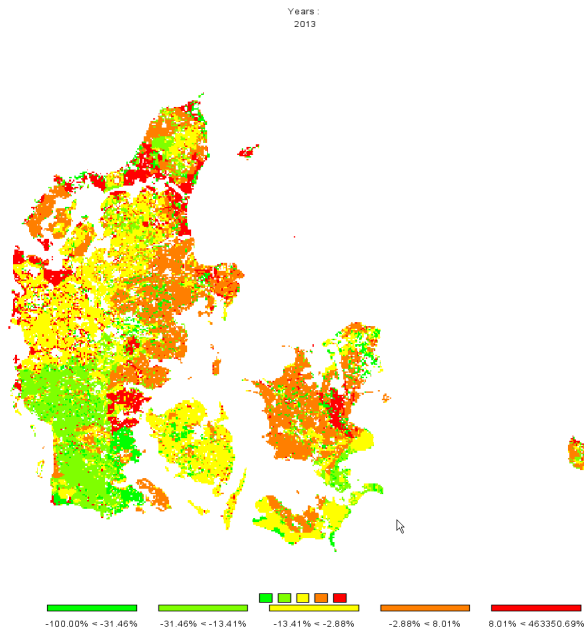 Years :
2013
-100.00% < -31.46%
-31.46% < -13.41%
-13.41% < -2.88%
-2.88% < 8.01%
8.01% < 463350.69%